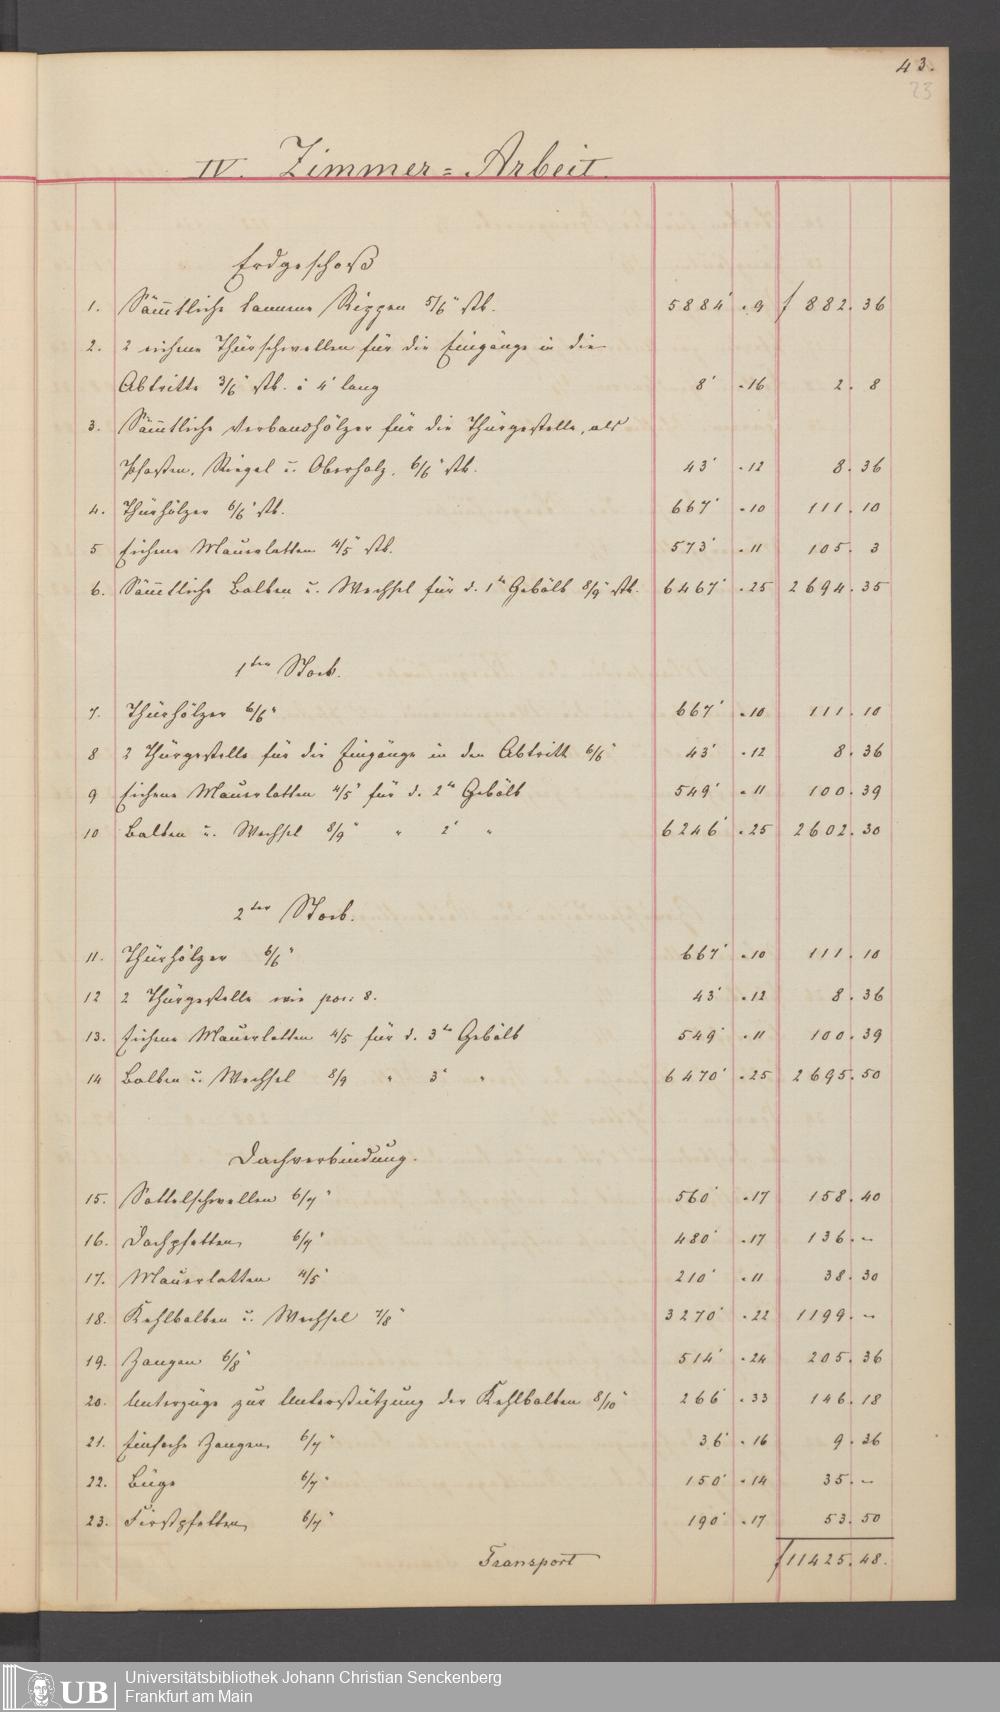 43.
23
IV. Zimmer=Arbeit.
Erdgeschoß
1. Säm̄tliche tannene Rippen 5/6" stk. 5884' . 9 f 882. 36
2. 2 eichene Thürschwellen für die Eingänge in die
Abtritte 3/6" stk. à 4' lang 8' . 16 2. 8
3. Säm̄tliche Verbandhölzer für die Thürgestelle, als
Pfosten, Riegel u. Oberholz, 6/6" stk. 43' . 12 8. 36
4. Thürhölzer 6/6" stk. 667' . 10 111. 10
5 Eichene Mauerlatten 4/5" stk. 573' . 11 105. 3
6. Säm̄tliche Balken u. Wechsel für d. 1te Gebälk 8/9" stk. 6467' . 25 2694. 35
1ter Stock.
7. Thürhölzer 6/6" 667' . 10 111. 10
8 2 Thürgestelle für die Eingänge in den Abtritt 6/6" 43' . 12 8. 36
9 Eichene Mauerlatten 4/5" für d. 2te Gebälk 549' . 11 100. 39
10 Balken u. Wechsel 8/9" " 2' " 6246' . 25 2602. 30
2ter Stock.
11. Thürhölzer 6/6" 667' . 10 111. 10
12 2 Thürgestelle wie pos: 8. 43' . 12 8. 36
13. Eichene Mauerlatten 4/5 für d. 3te Gebälk 549' . 11 100. 39
14 Balken u. Wechsel 8/9 " 3' " 6470' . 25 2695. 50
Dachverbindung.
15. Sattelschwellen 6/7" 560' . 17 158. 40
16. Dachpfetten 6/7" 480' . 17 136. –
17. Mauerlatten 4/5" 210' . 11 38. 30
18. Kehlbalken u. Wechsel 7/8" 3270' . 22 1199. –
19. Zangen 6/8" 514' . 24 205. 36
20. Unterzüge zur Unterstützung der Kehlbalken 8/10" 266' . 33 146. 18
21. Einfache Zangen 6/7" 36' . 16 9. 36
22. Büge 6/7" 150' . 14 35. –
23. Firstpfetten 6/7" 190' . 17 53. 50
Transport f 11425. 48.
UB
Universitätsbibliothek Johann Christian Senckenberg
Frankfurt am Main